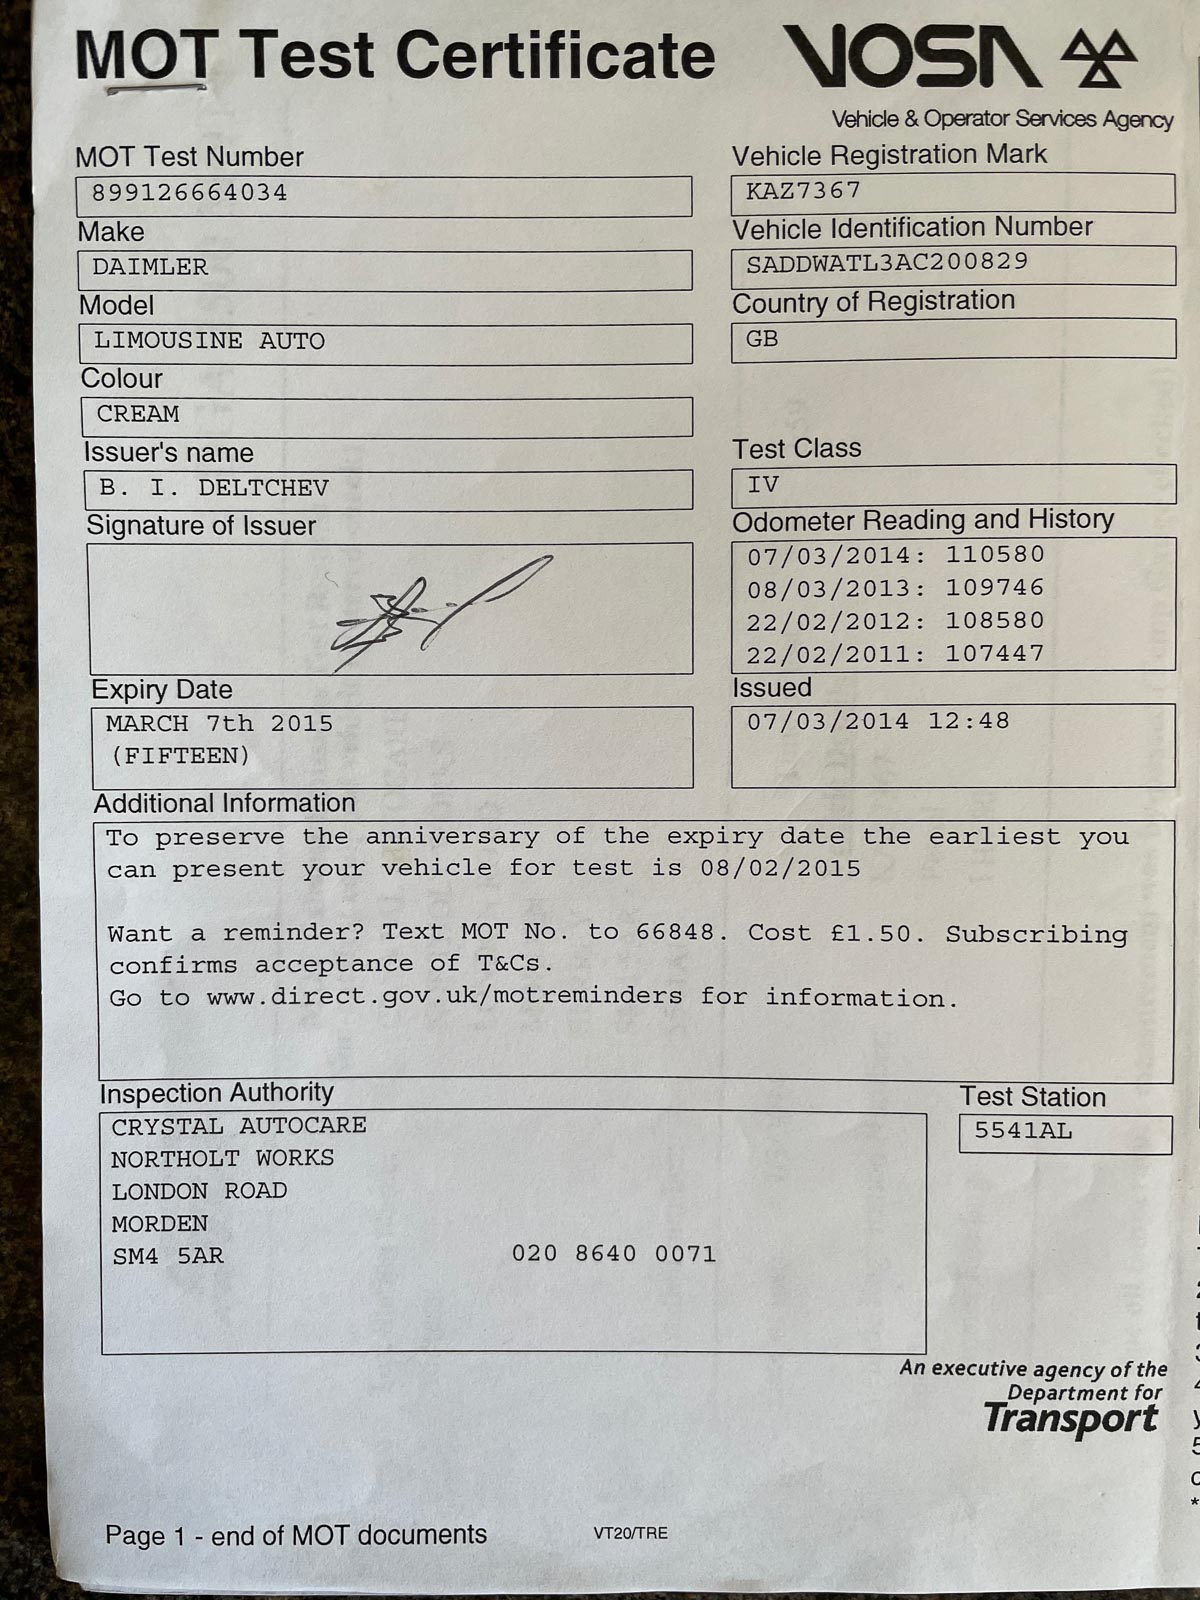 MOT Test Certificate
VOSA
Vehicle & Operator Services Agency
MOT Test Number
899126664034
Vehicle Registration Mark
KAZ7367
Make
DAIMLER
Vehicle Identification Number
SADDWATL3AC200829
Model
LIMOUSINE AUTO
Country of Registration
GB
Colour
CREAM
Issuer's name
B. I. DELTCHEV
Test Class
IV
Signature of Issuer
Odometer Reading and History
07/03/2014: 110580
08/03/2013: 109746
22/02/2012: 108580
22/02/2011: 107447
Expiry Date
MARCH 7th 2015
(FIFTEEN)
Issued
07/03/2014 12:48
Additional Information
To preserve the anniversary of the expiry date the earliest you
can present your vehicle for test is 08/02/2015
Want a reminder? Text MOT No. to 66848. Cost £1.50. Subscribing
confirms acceptance of T&Cs.
Go to www.direct.gov.uk/motreminders for information.
Inspection Authority
CRYSTAL AUTOCARE
NORTHOLT WORKS
LONDON ROAD
MORDEN
SM4 5AR 020 8640 0071
Test Station
5541AL
An executive agency of the
Department for
Transport
Page 1 - end of MOT documents
VT20/TRE